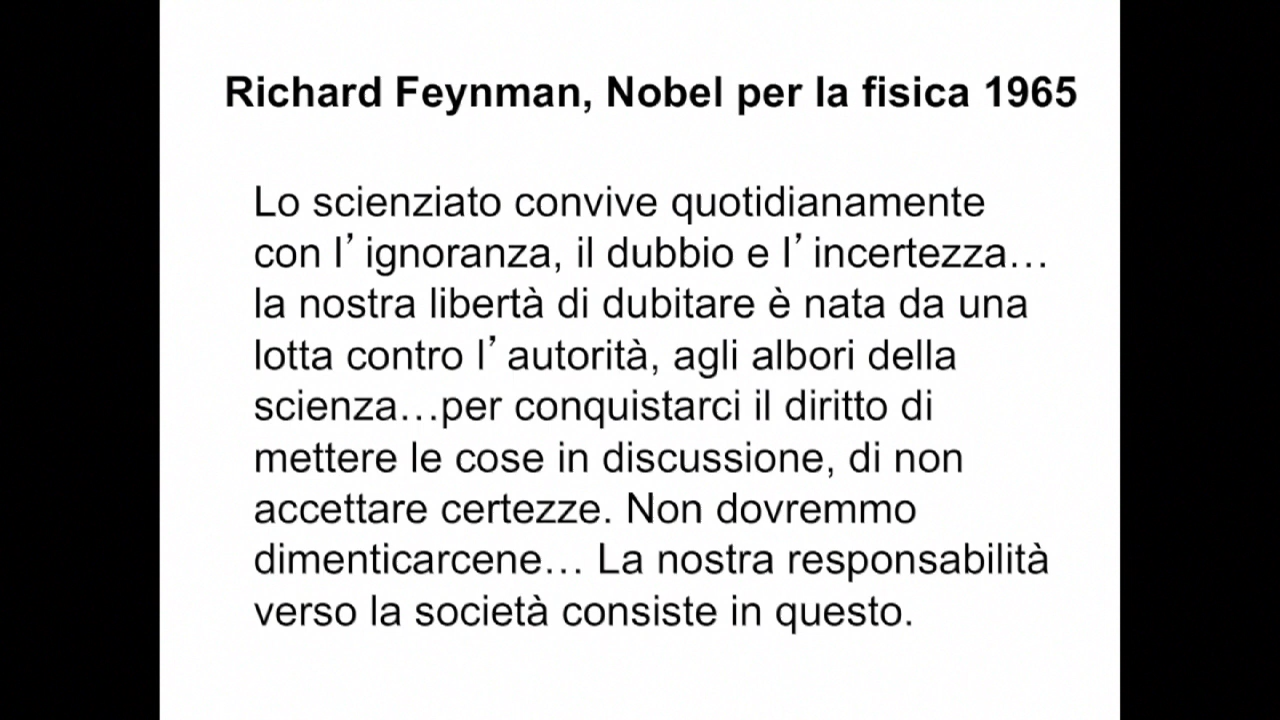 Richard Feynman, Nobel per la fisica 1965
Lo scienziato convive quotidianamente
con l’ignoranza, il dubbio e l’incertezza…
la nostra libertà di dubitare è nata da una
lotta contro l’autorità, agli albori della
scienza…per conquistarci il diritto di
mettere le cose in discussione, di non
accettare certezze. Non dovremmo
dimenticarcene… La nostra responsabilità
verso la società consiste in questo.